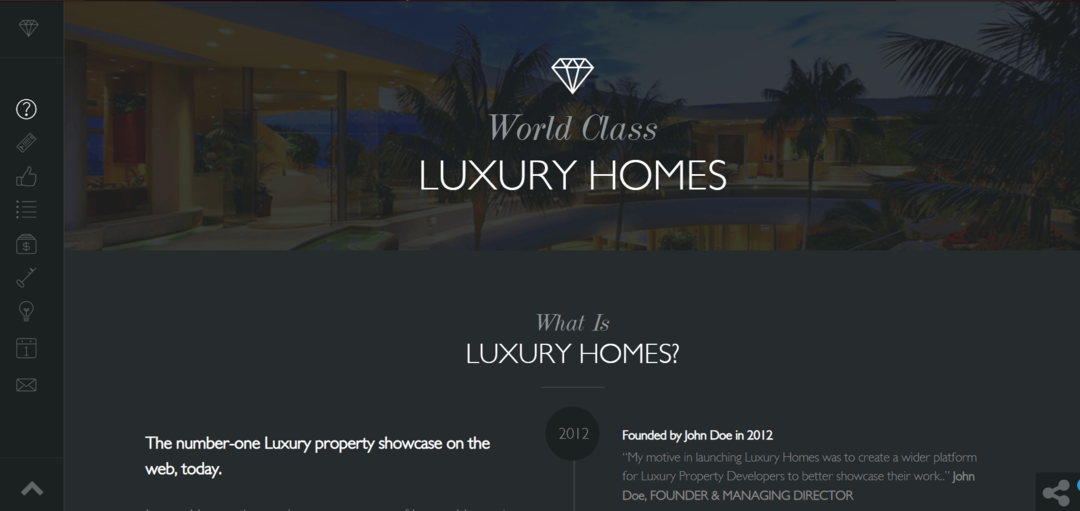 World Class
LUXURY HOMES
What Is
LUXURY HOMES?
The number-one Luxury property showcase on the
web, today.
2012
Founded by John Doe in 2012
“My motive in launching Luxury Homes was to create a wider platform
for Luxury Property Developers to better showcase their work..” John
Doe, FOUNDER & MANAGING DIRECTOR
$
1